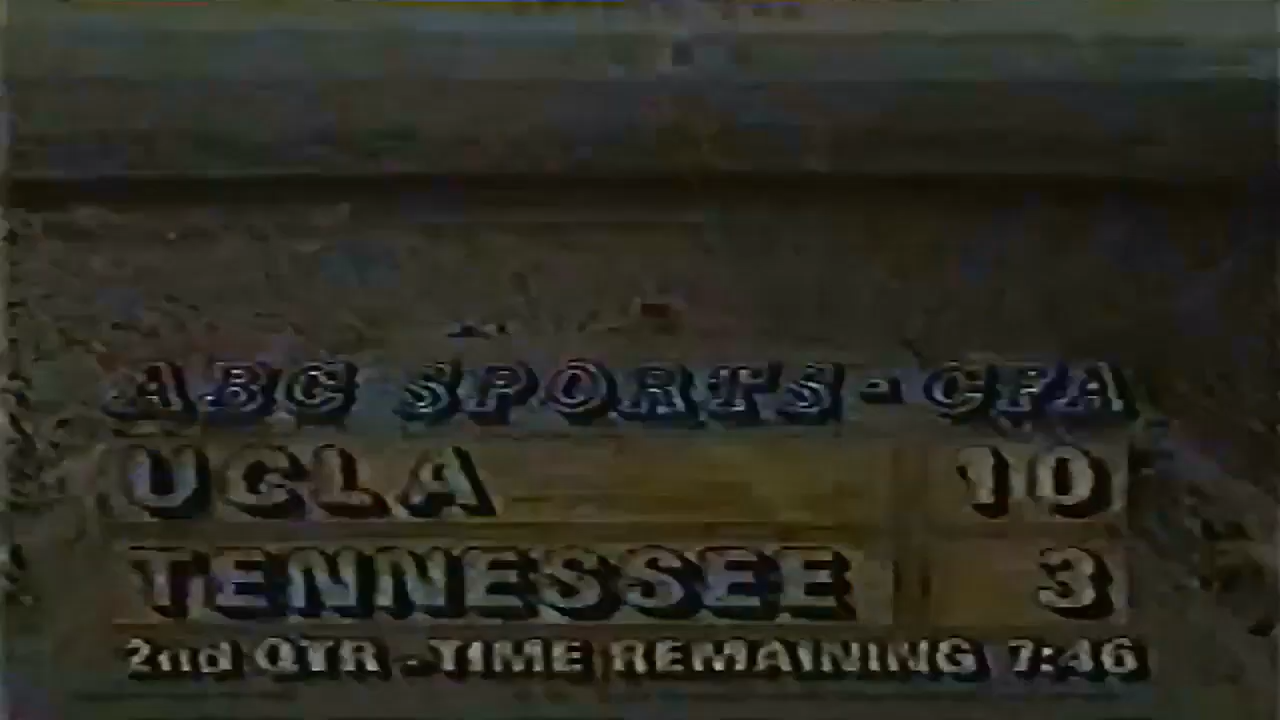 ABC SPORTS-CFA
UCLA 10
TENNESSEE 3
2nd QTR -TIME REMAINING 7:46